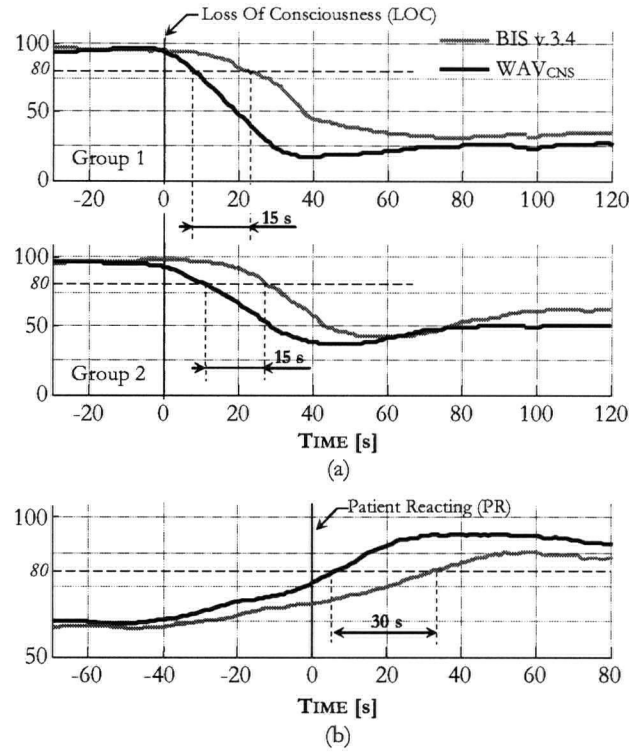 Loss Of Consciousness (LOC)
100
80
50
0
BIS v.3.4
WAVCNS
Group 1
-20 0 20 40 60 80 100 120
15 s
100
80
50
0
Group 2
15 s
-20 0 20 40 60 80 100 120
TIME [s]
(a)
Patient Reacting (PR)
100
80
50
30 s
-60 -40 -20 0 20 40 60 80
TIME [s]
(b)